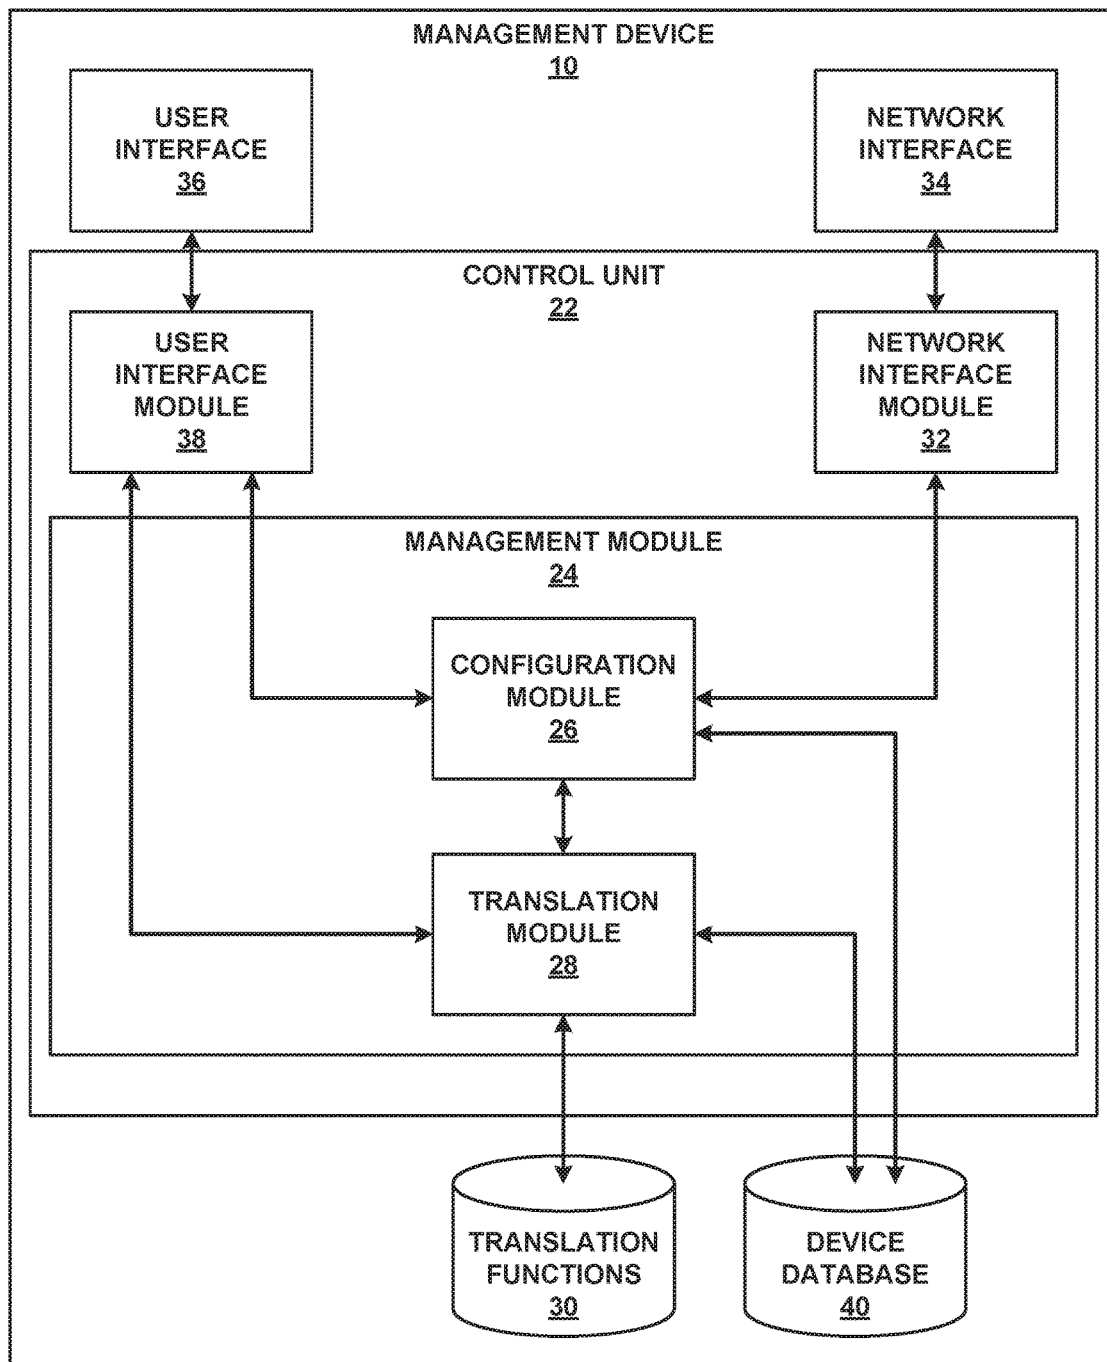 MANAGEMENT DEVICE
10
USER
INTERFACE
36
NETWORK
INTERFACE
34
CONTROL UNIT
22
USER
INTERFACE
MODULE
38
NETWORK
INTERFACE
MODULE
32
MANAGEMENT MODULE
24
CONFIGURATION
MODULE
26
TRANSLATION
MODULE
28
TRANSLATION
FUNCTIONS
30
DEVICE
DATABASE
40